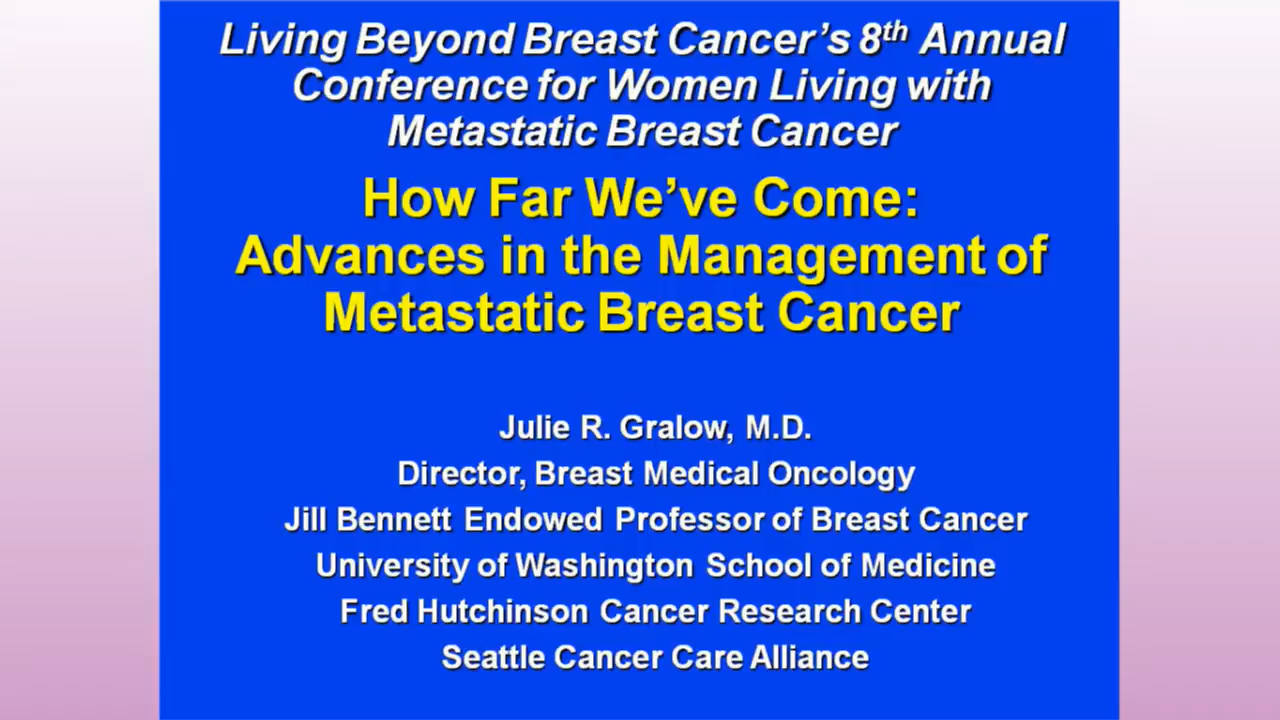 Living Beyond Breast Cancer’s 8th Annual
Conference for Women Living with
Metastatic Breast Cancer
How Far We’ve Come:
Advances in the Management of
Metastatic Breast Cancer
Julie R. Gralow, M.D.
Director, Breast Medical Oncology
Jill Bennett Endowed Professor of Breast Cancer
University of Washington School of Medicine
Fred Hutchinson Cancer Research Center
Seattle Cancer Care Alliance